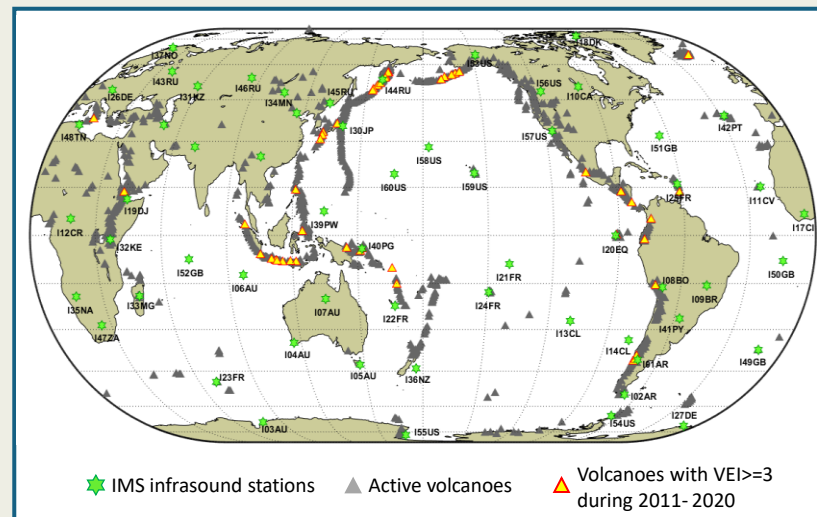 I18DK
I37NO
I53US
I43RU
I46RU
I56US
I26DE
I31KZ
I44RU
I10CA
I34MN
I45RU
I42PT
I48TN
I30JP
I57US
I51GB
I58US
I60US
I59US
I25FR
I11CV
I19DJ
I39PW
I17CI
I12CR
I32KE
I40PG
I20EQ
I52GB
I21FR
I50GB
I06AU
I08BO
I09BR
I35NA
I33MG
I07AU
I22FR
I24FR
I13CL
I41PY
I47ZA
I04AU
I14CL
I49GB
I05AU
I36NZ
I61AR
I23FR
I02AR
I27DE
I54US
I03AU
I55US
IMS infrasound stations
Active volcanoes
Volcanoes with VEI>=3
during 2011-2020